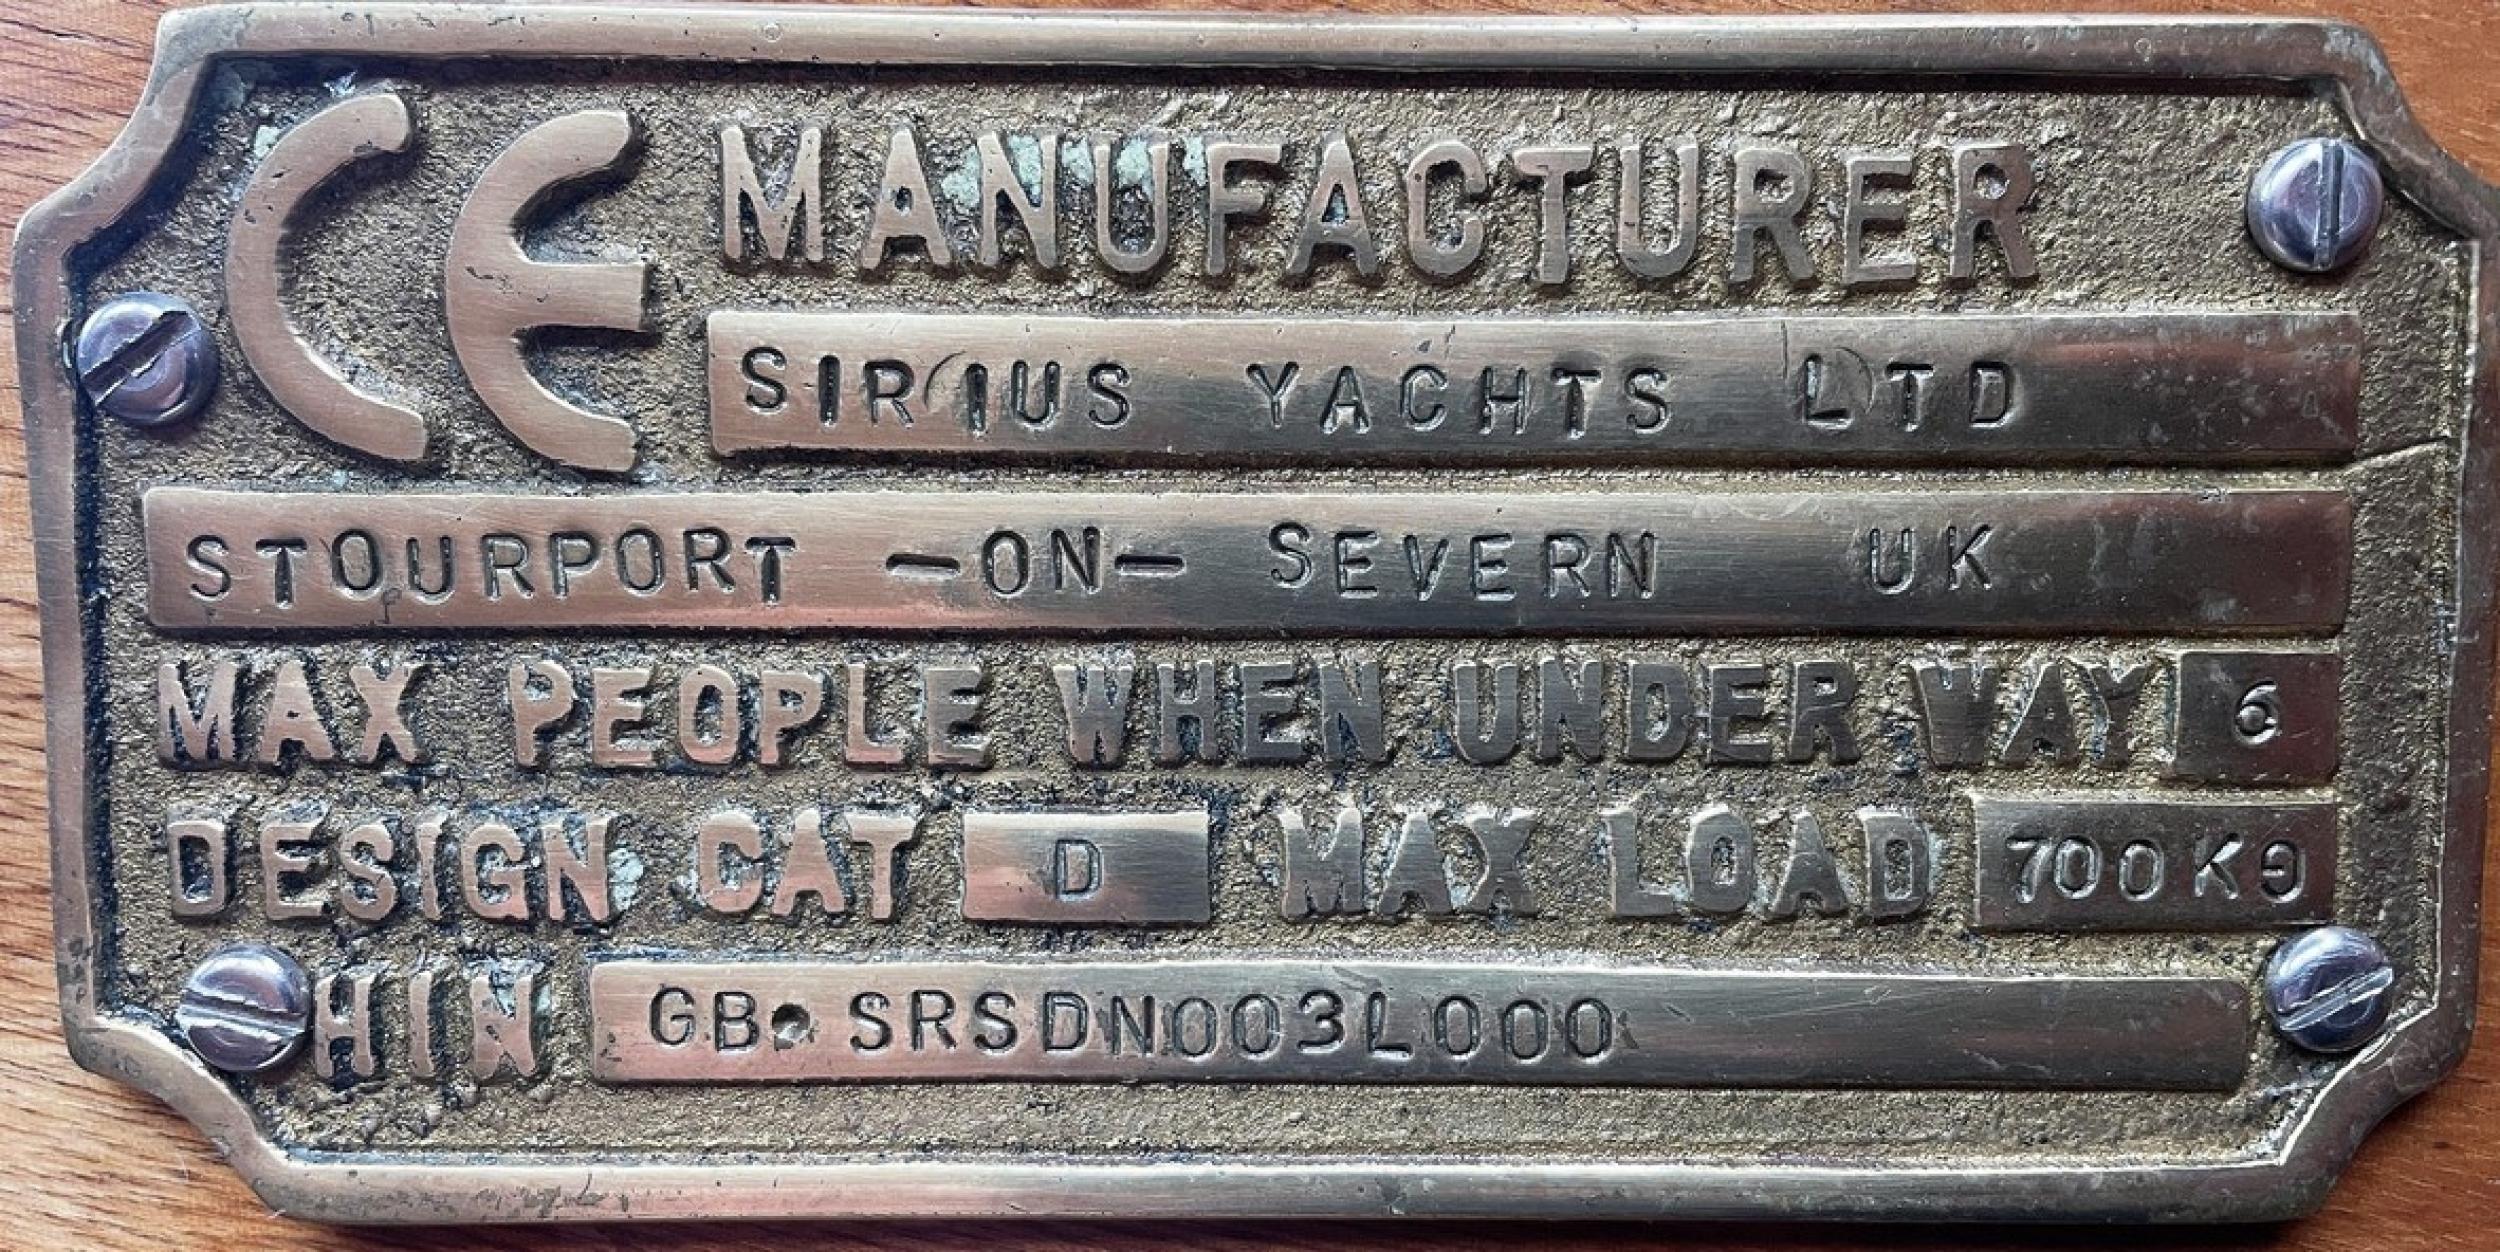 CE MANUFACTURER
SIRIUS YACHTS LTD
STOURPORT -ON- SEVERN UK
MAX PEOPLE WHEN UNDER WAY 6
DESIGN CAT D MAX LOAD 700Kg
HIN GB•SRSDN003L000